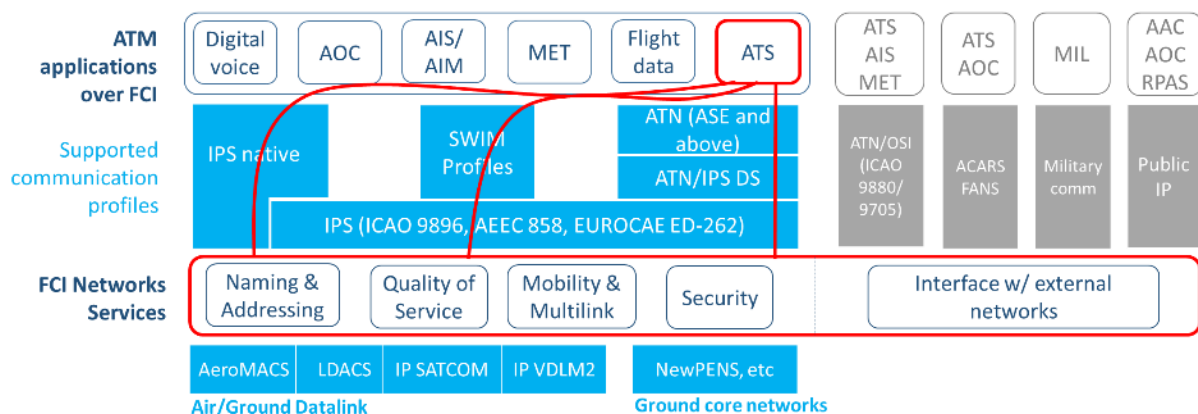 ATM
applications
over FCI
Digital
voice
AOC
AIS/
AIM
MET
Flight
data
ATS
ATS
AIS
MET
ATS
AOC
MIL
AAC
AOC
RPAS
Supported
communication
profiles
IPS native
SWIM
Profiles
ATN (ASE and
above)
ATN/IPS DS
IPS (ICAO 9896, AEEC 858, EUROCAE ED-262)
ATN/OSI
(ICAO
9880/
9705)
ACARS
FANS
Military
comm
Public
IP
FCI Networks
Services
Naming &
Addressing
Quality of
Service
Mobility &
Multilink
Security
Interface w/ external
networks
AeroMACS
LDACS
IP SATCOM
IP VDLM2
NewPENS, etc
Air/Ground Datalink
Ground core networks